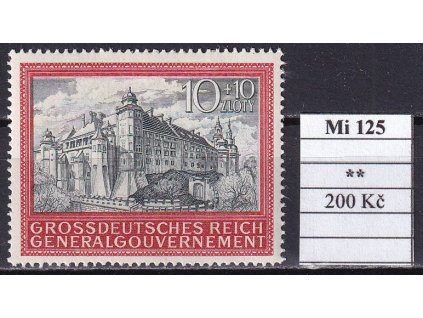 10+10
ZŁOTY
GROSSDEUTSCHES REICH
GENERALGOUVERNEMENT
Mi 125
**
200 Kč